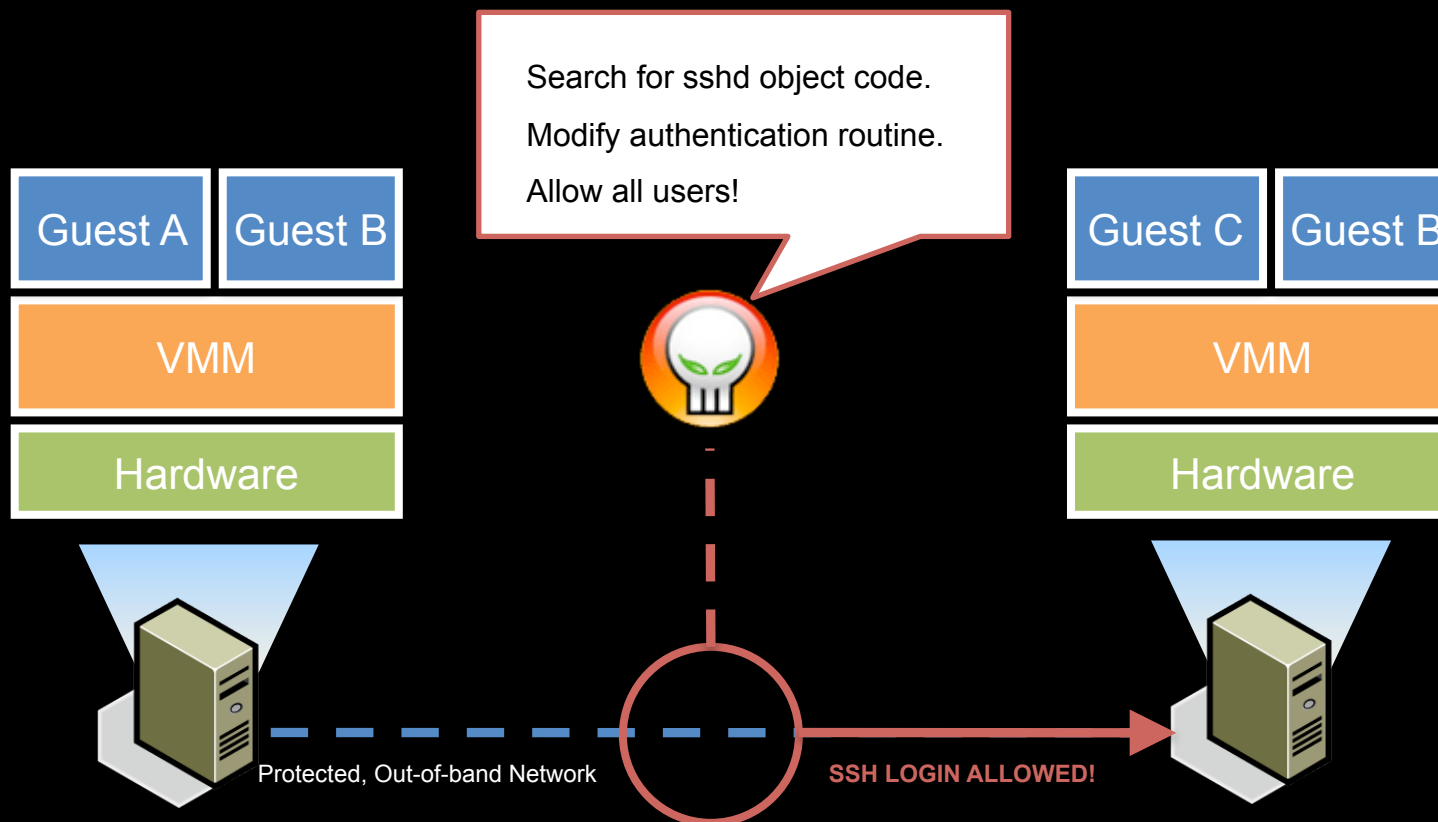 Search for sshd object code.
Modify authentication routine.
Allow all users!
Guest A
Guest B
VMM
Hardware
Guest C
Guest B
VMM
Hardware
Protected, Out-of-band Network
SSH LOGIN ALLOWED!